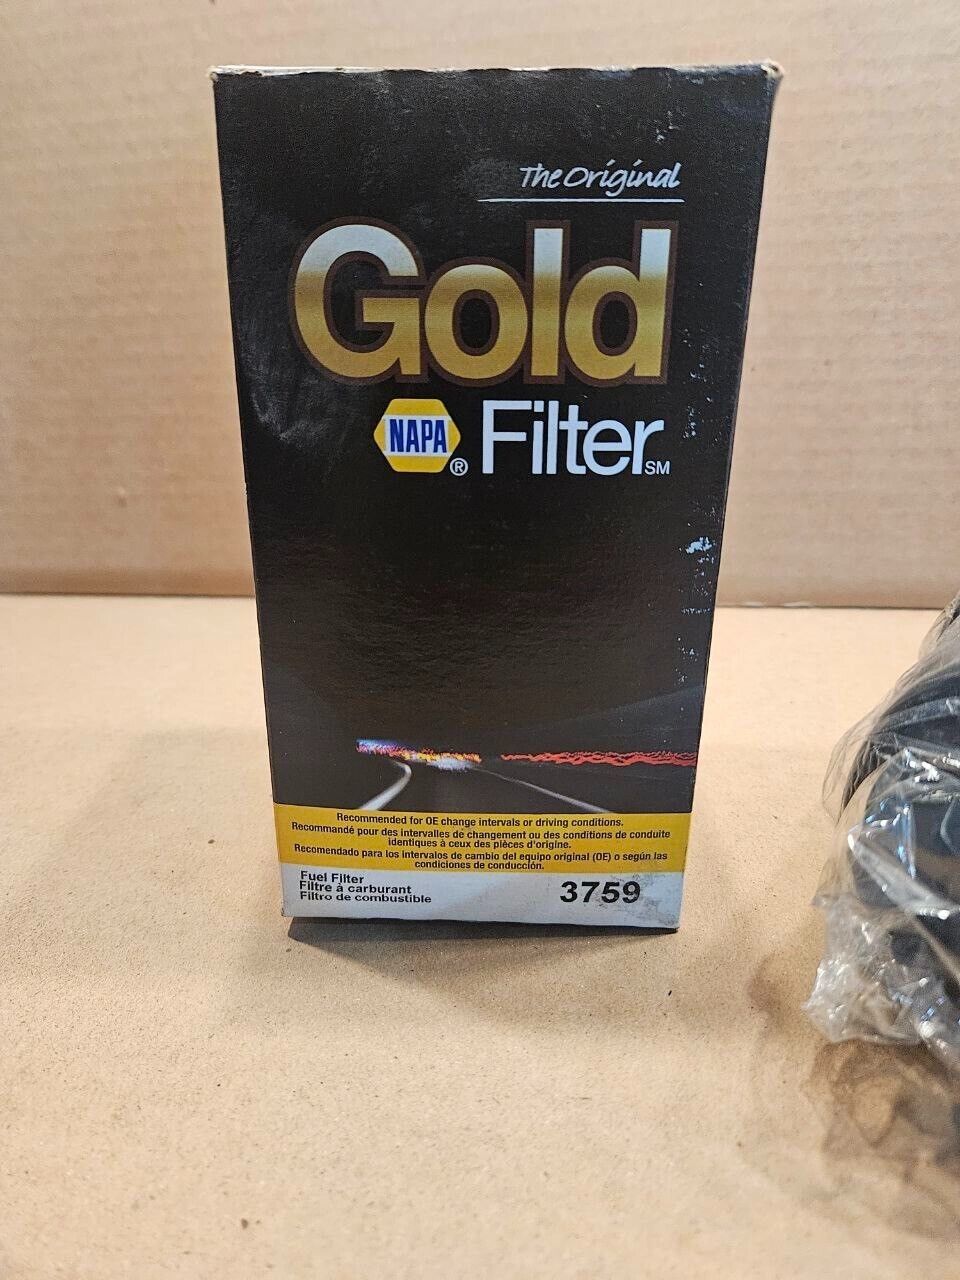 The Original
Gold
NAPA® FilterSM
Recommended for OE change intervals or driving conditions.
Recommandé pour des intervalles de changement ou des conditions de conduite
identiques à ceux des pièces d'origine.
Recomendado para los intervalos de cambio del equipo original (OE) o según las
condiciones de conducción.
Fuel Filter
Filtre à carburant
Filtro de combustible
3759